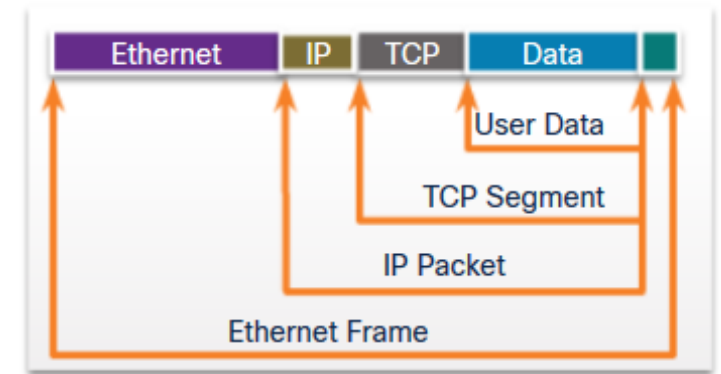 Ethernet IP TCP Data
User Data
TCP Segment
IP Packet
Ethernet Frame